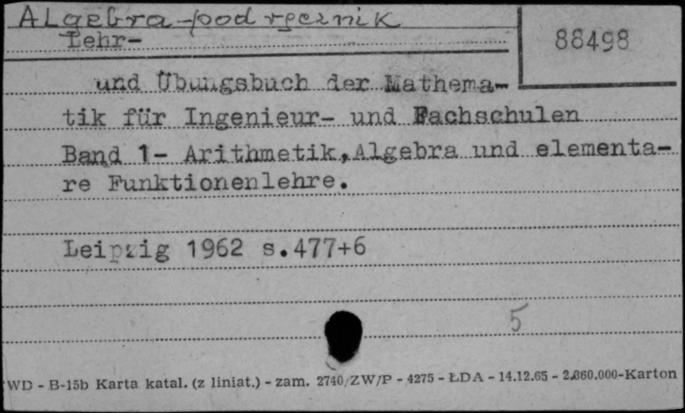 Algebra - podręcznik
Lehr-
88498
und Übungsbuch der Mathema-
tik für Ingenieur- und Fachschulen
Band 1- Arithmetik,Algebra und elementa-
re Funktionenlehre.
Leipzig 1962 s.477+6
5
WD - B-15b Karta katal. (z liniat.) - zam. 2740/ZW/P - 4275 - ŁDA - 14.12.65 - 2.860.000-Karton